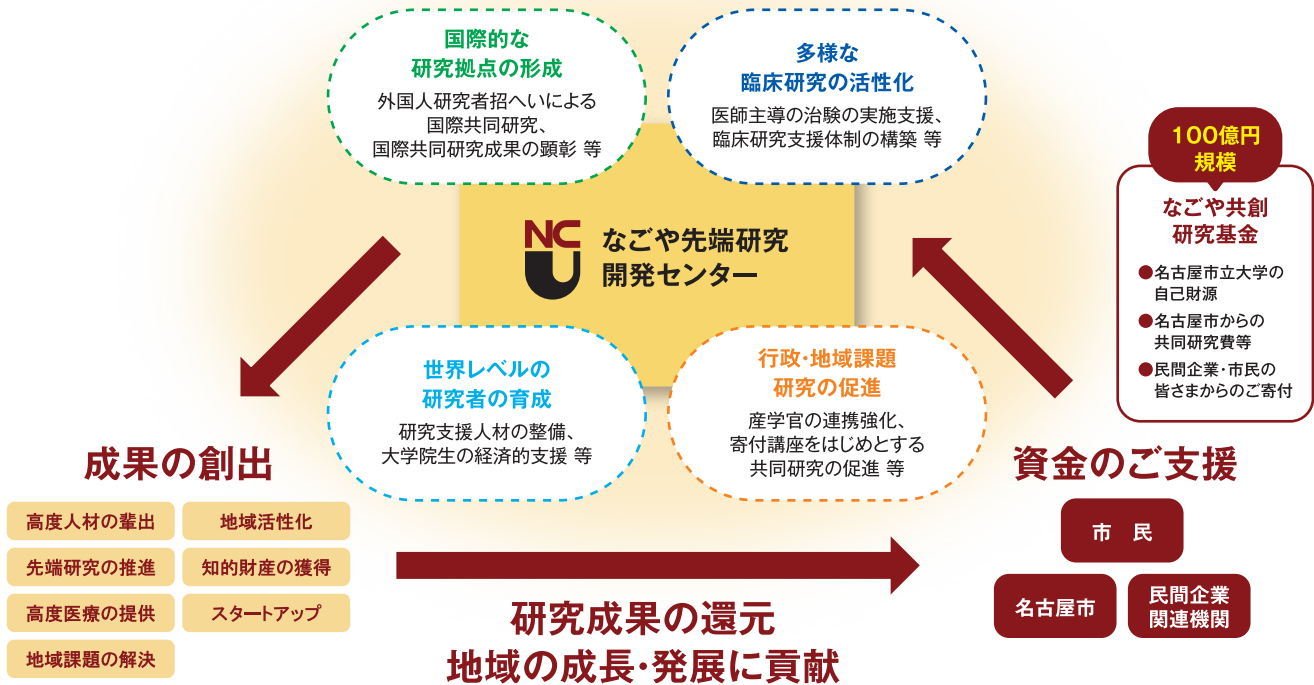 国際的な
研究拠点の形成
外国人研究者招へいによる
国際共同研究、
国際共同研究成果の顕彰 等
多様な
臨床研究の活性化
医師主導の治験の実施支援、
臨床研究支援体制の構築 等
NCU
なごや先端研究
開発センター
世界レベルの
研究者の育成
研究支援人材の整備、
大学院生の経済的支援 等
行政・地域課題
研究の促進
産学官の連携強化、
寄付講座をはじめとする
共同研究の促進 等
100億円
規模
なごや共創
研究基金
●名古屋市立大学の
自己財源
●名古屋市からの
共同研究費等
●民間企業・市民の
皆さまからのご寄付
成果の創出
高度人材の輩出
地域活性化
先端研究の推進
知的財産の獲得
高度医療の提供
スタートアップ
地域課題の解決
研究成果の還元
地域の成長・発展に貢献
資金のご支援
市　民
名古屋市
民間企業
関連機関